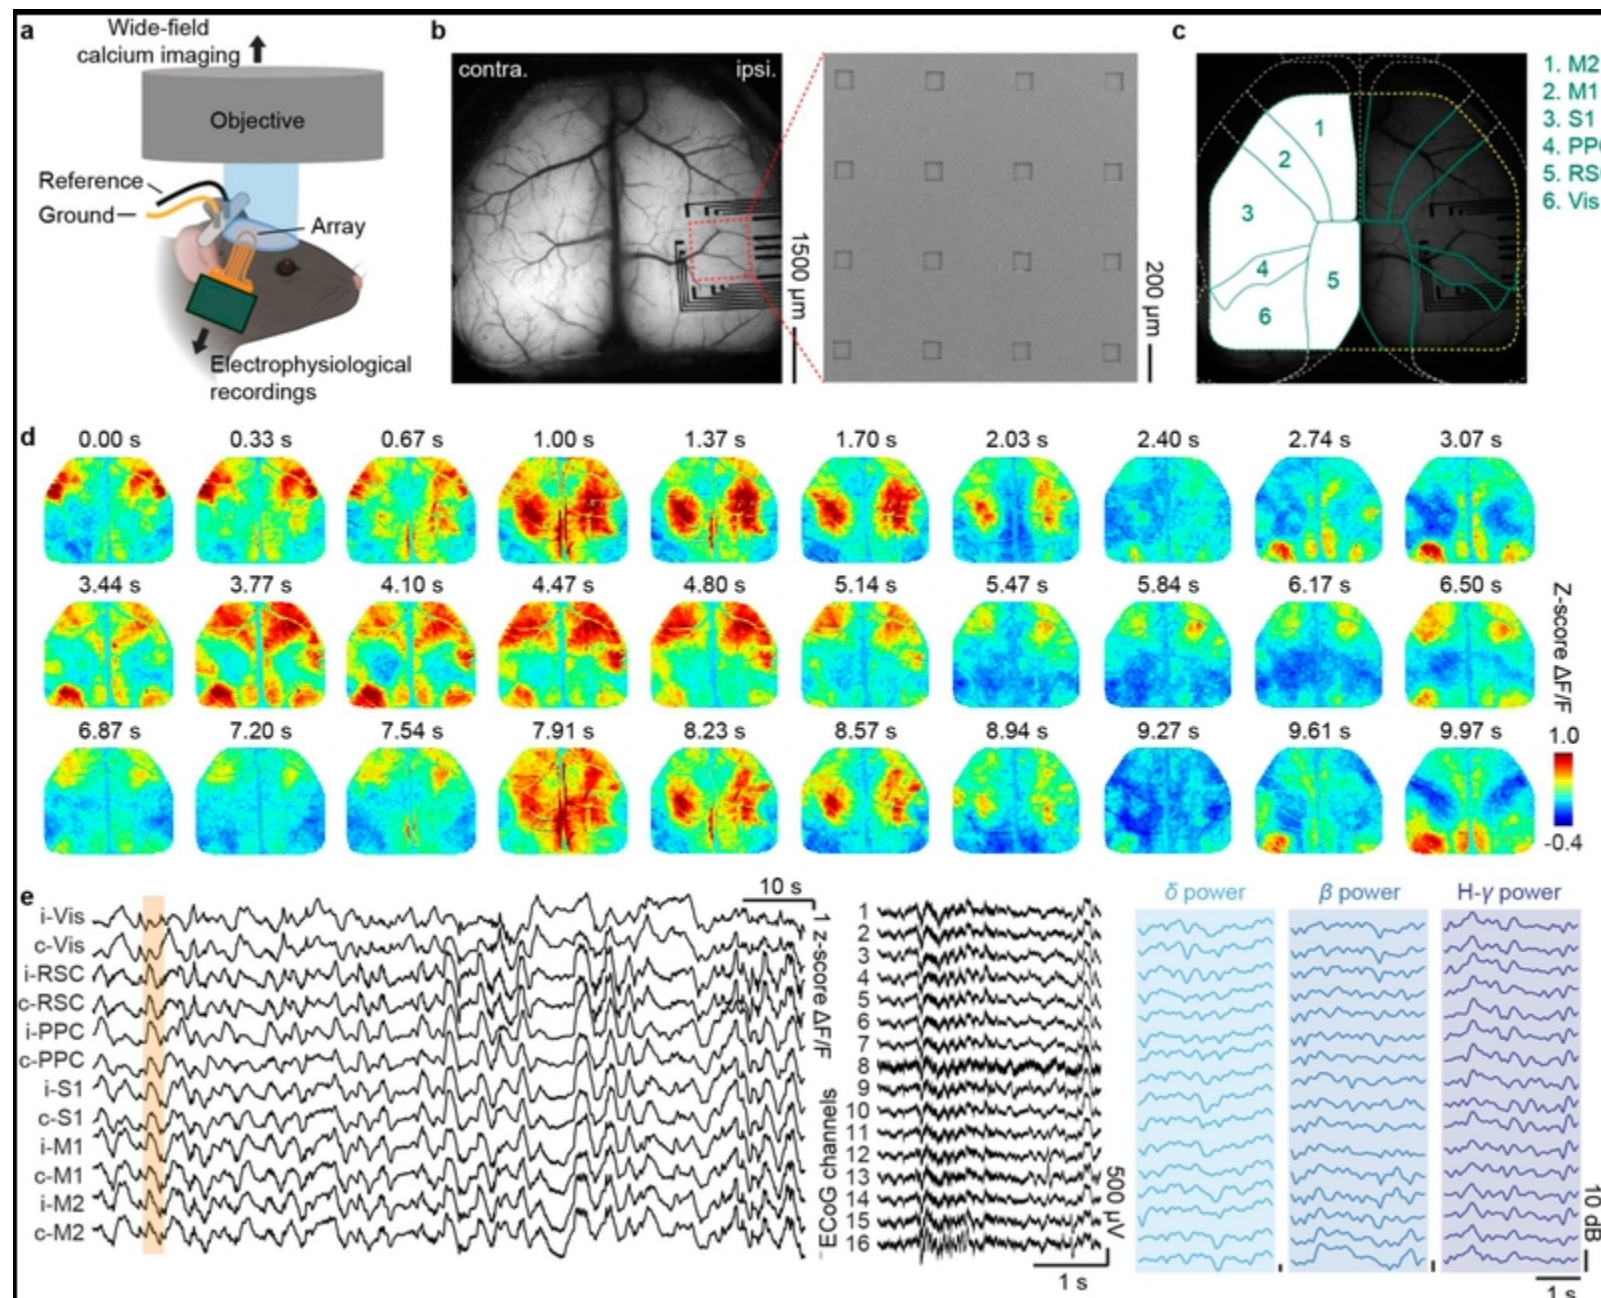 a
Wide-field
calcium imaging
Objective
Reference
Ground
Array
Electrophysiological
recordings
b
contra.
ipsi.
1500 μm
200 μm
c
1
2
3
4
5
6
1. M2
2. M1
3. S1
4. PP
5. RS
6. Vis
d
0.00 s 0.33 s 0.67 s 1.00 s 1.37 s 1.70 s 2.03 s 2.40 s 2.74 s 3.07 s
3.44 s 3.77 s 4.10 s 4.47 s 4.80 s 5.14 s 5.47 s 5.84 s 6.17 s 6.50 s
6.87 s 7.20 s 7.54 s 7.91 s 8.23 s 8.57 s 8.94 s 9.27 s 9.61 s 9.97 s
Z-score ΔF/F
1.0
-0.4
e
i-Vis
c-Vis
i-RSC
c-RSC
i-PPC
c-PPC
i-S1
c-S1
i-M1
c-M1
i-M2
c-M2
10 s
1 z-score ΔF/F
ECoG channels
1
2
3
4
5
6
7
8
9
10
11
12
13
14
15
16
500 μV
1 s
δ power
β power
H-γ power
10 dB
1 s